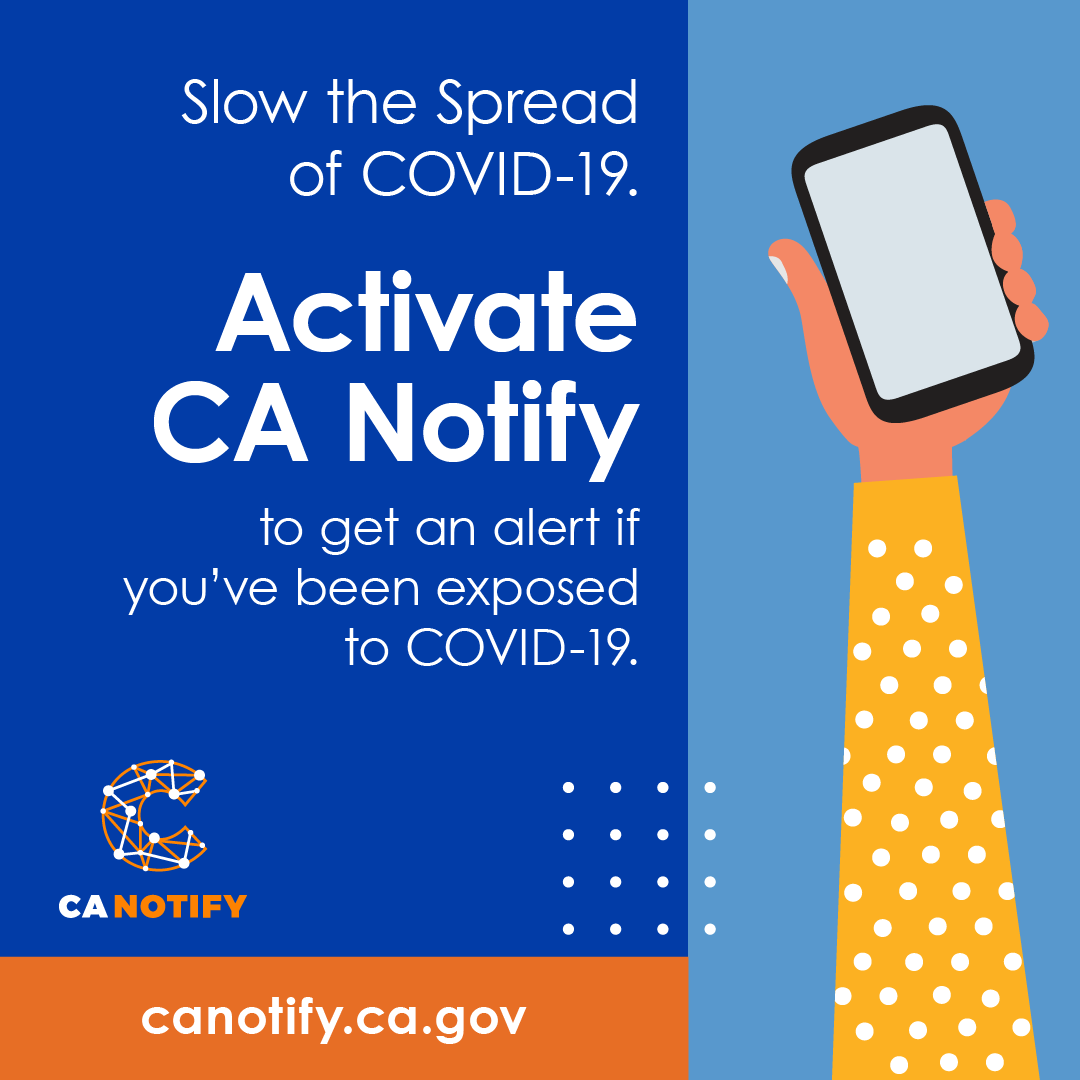 Slow the Spread
of COVID-19.
Activate
CA Notify
to get an alert if
you’ve been exposed
to COVID-19.
CA NOTIFY
canotify.ca.gov